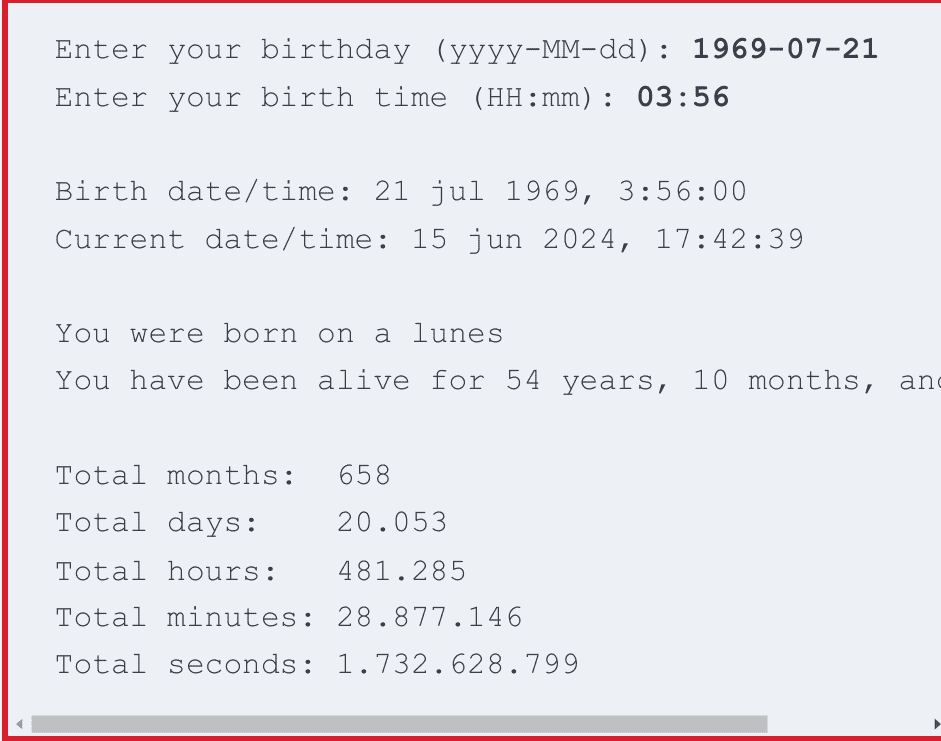 Enter your birthday (yyyy-MM-dd): 1969-07-21
Enter your birth time (HH:mm): 03:56
Birth date/time: 21 jul 1969, 3:56:00
Current date/time: 15 jun 2024, 17:42:39
You were born on a lunes
You have been alive for 54 years, 10 months,
Total months: 658
Total days: 20.053
Total hours: 481.285
Total minutes: 28.877.146
Total seconds: 1.732.628.799